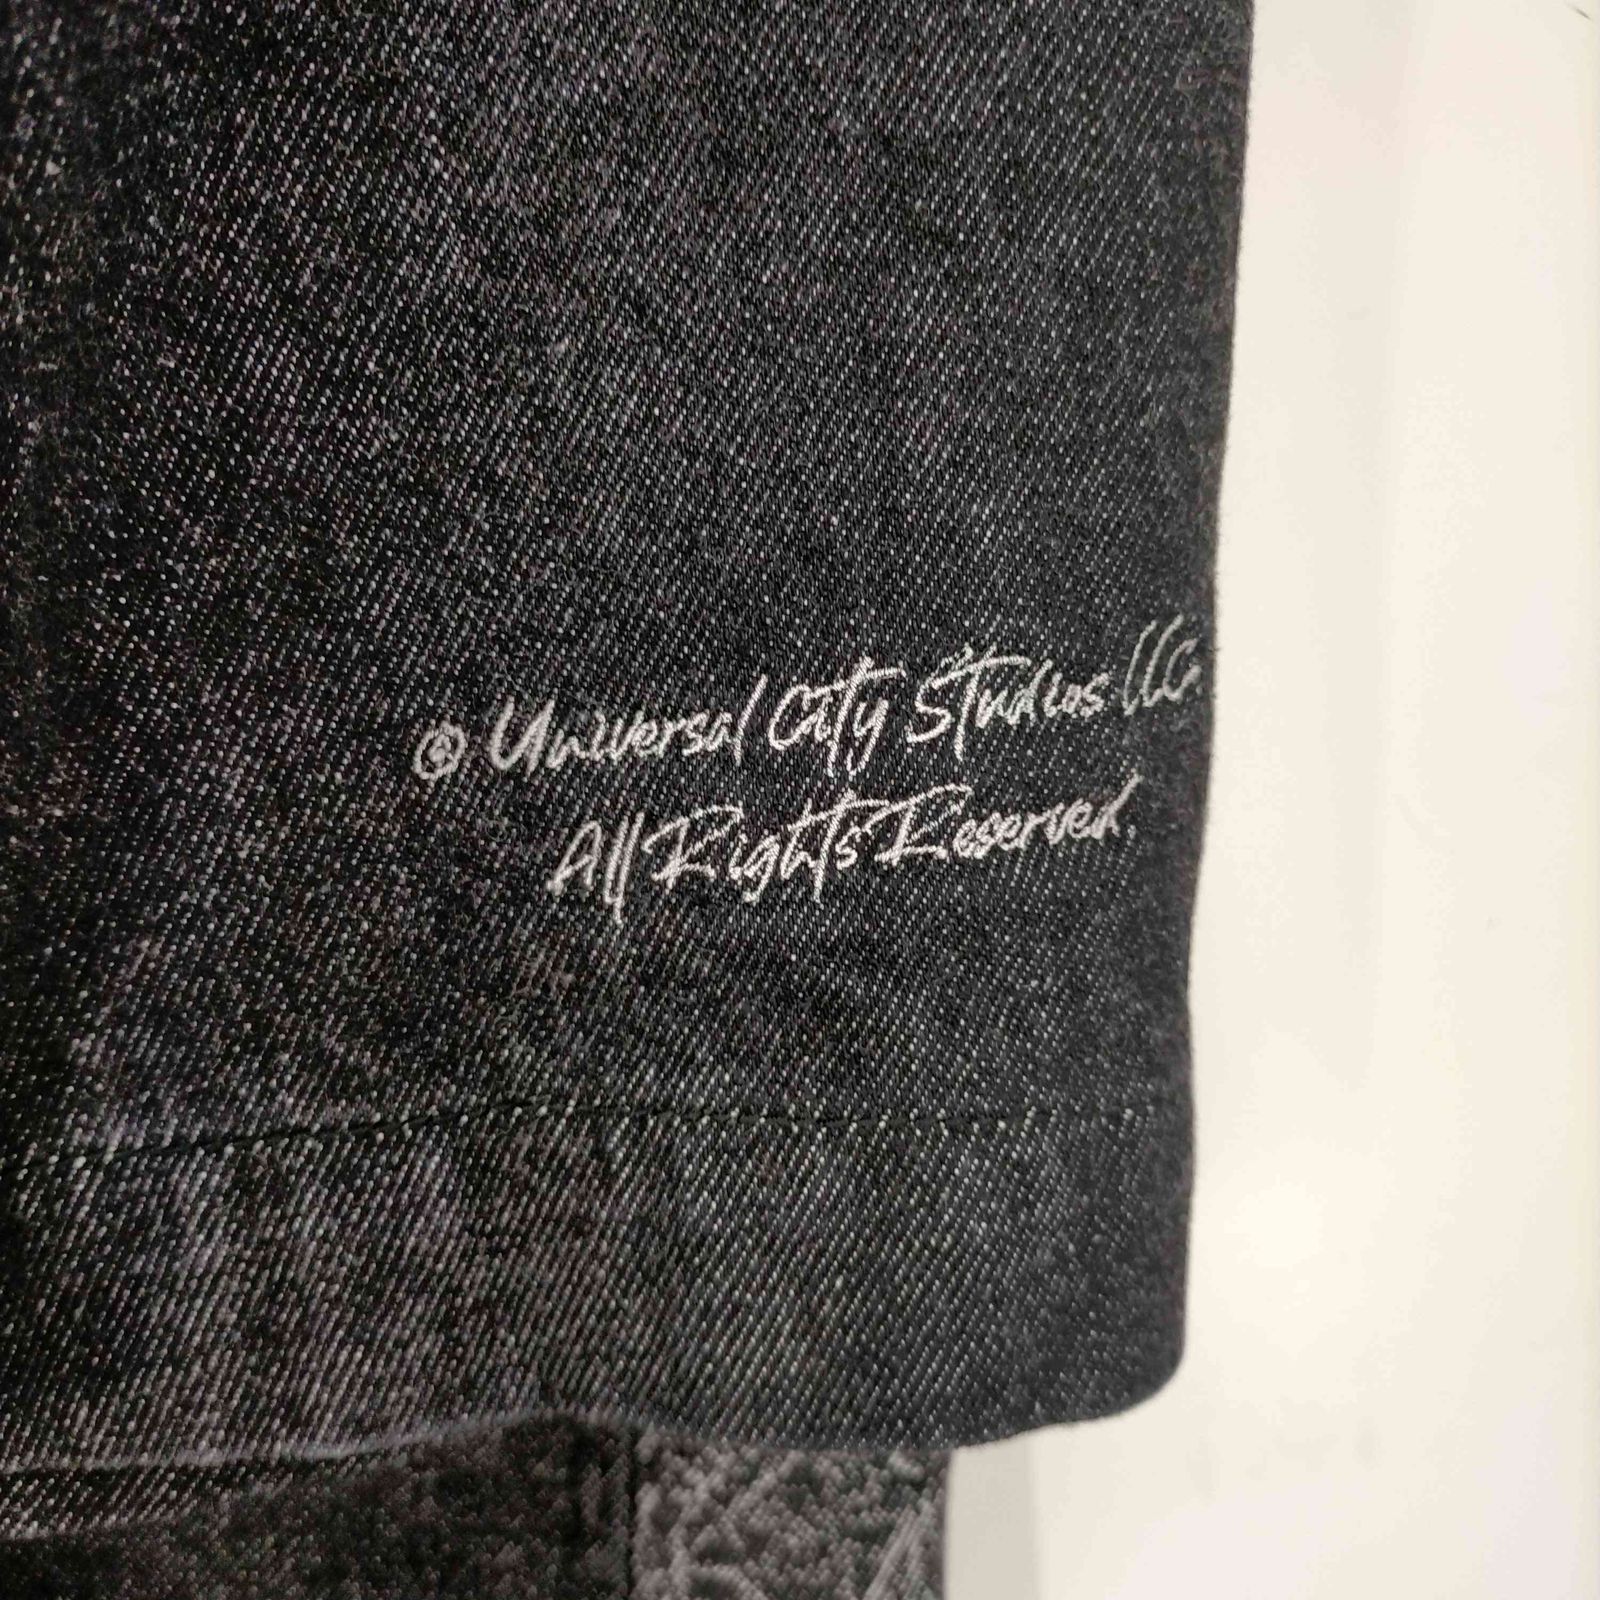 © Universal City Studios LLC.
All Rights Reserved.